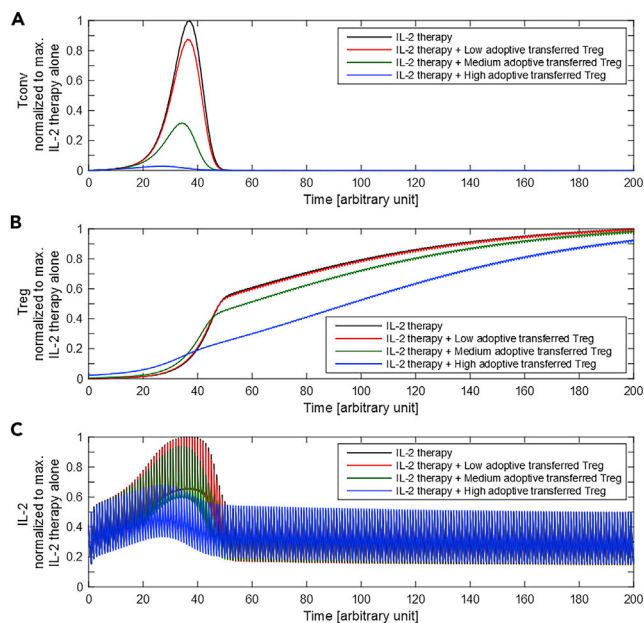 A
Tconv
normalized to max.
IL-2 therapy alone
1
0.8
0.6
0.4
0.2
0
IL-2 therapy
IL-2 therapy + Low adoptive transferred Treg
IL-2 therapy + Medium adoptive transferred Treg
IL-2 therapy + High adoptive transferred Treg
0 20 40 60 80 100 120 140 160 180 200
Time [arbitrary unit]
B
Treg
normalized to max.
IL-2 therapy alone
1
0.8
0.6
0.4
0.2
0
IL-2 therapy
IL-2 therapy + Low adoptive transferred Treg
IL-2 therapy + Medium adoptive transferred Treg
IL-2 therapy + High adoptive transferred Treg
0 20 40 60 80 100 120 140 160 180 200
Time [arbitrary unit]
C
IL-2
normalized to max.
IL-2 therapy alone
1
0.8
0.6
0.4
0.2
0
IL-2 therapy
IL-2 therapy + Low adoptive transferred Treg
IL-2 therapy + Medium adoptive transferred Treg
IL-2 therapy + High adoptive transferred Treg
0 20 40 60 80 100 120 140 160 180 200
Time [arbitrary unit]